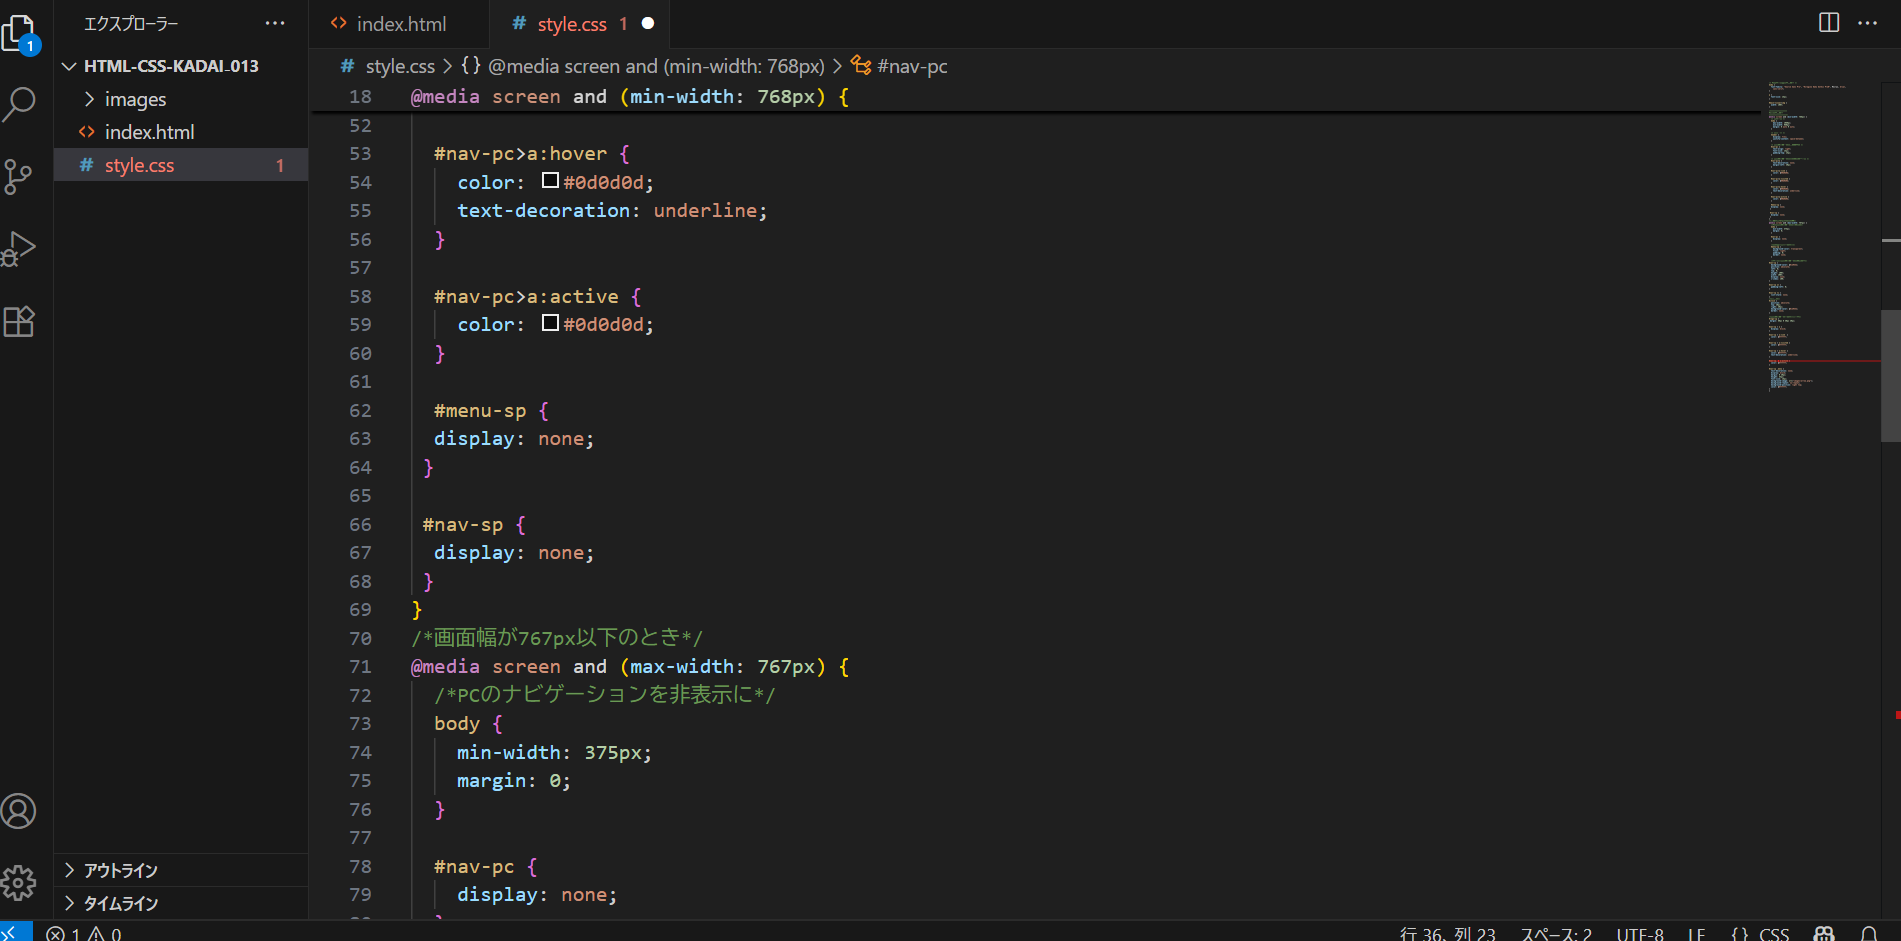 エクスプローラー ···
index.html
style.css 1
HTML-CSS-KADAI_013
images
index.html
style.css 1
style.css > {} @media screen and (min-width: 768px) > #nav-pc
18 @media screen and (min-width: 768px) {
52
53 #nav-pc>a:hover {
54 color: #0d0d0d;
55 text-decoration: underline;
56 }
57
58 #nav-pc>a:active {
59 color: #0d0d0d;
60 }
61
62 #menu-sp {
63 display: none;
64 }
65
66 #nav-sp {
67 display: none;
68 }
69 }
70 /*画面幅が767px以下のとき*/
71 @media screen and (max-width: 767px) {
72 /*PCのナビゲーションを非表示に*/
73 body {
74 min-width: 375px;
75 margin: 0;
76 }
77
78 #nav-pc {
79 display: none;
1
アウトライン
タイムライン
1 0
行 36、列 23 スペース: 2 UTF-8 LF {} CSS